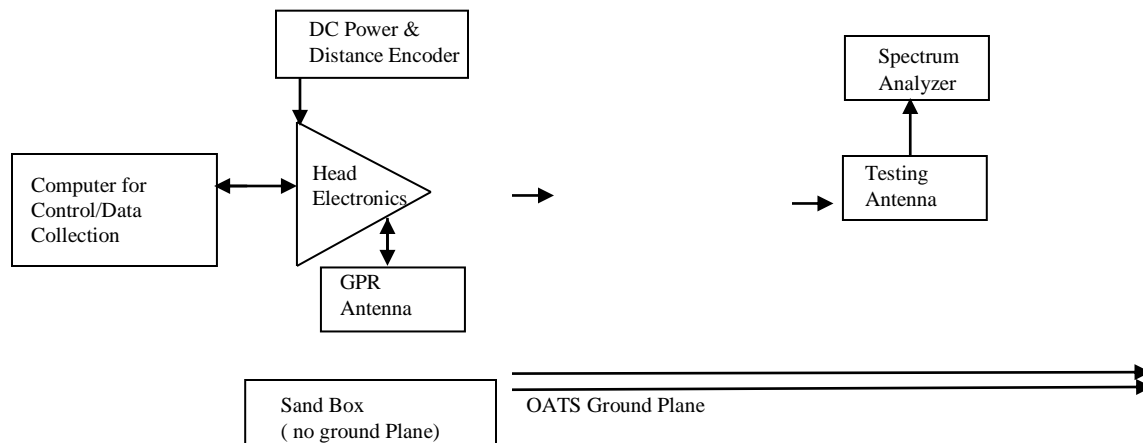 DC Power &
Distance Encoder
Spectrum
Analyzer
Computer for
Control/Data
Collection
Head
Electronics
Testing
Antenna
GPR
Antenna
Sand Box
( no ground Plane)
OATS Ground Plane